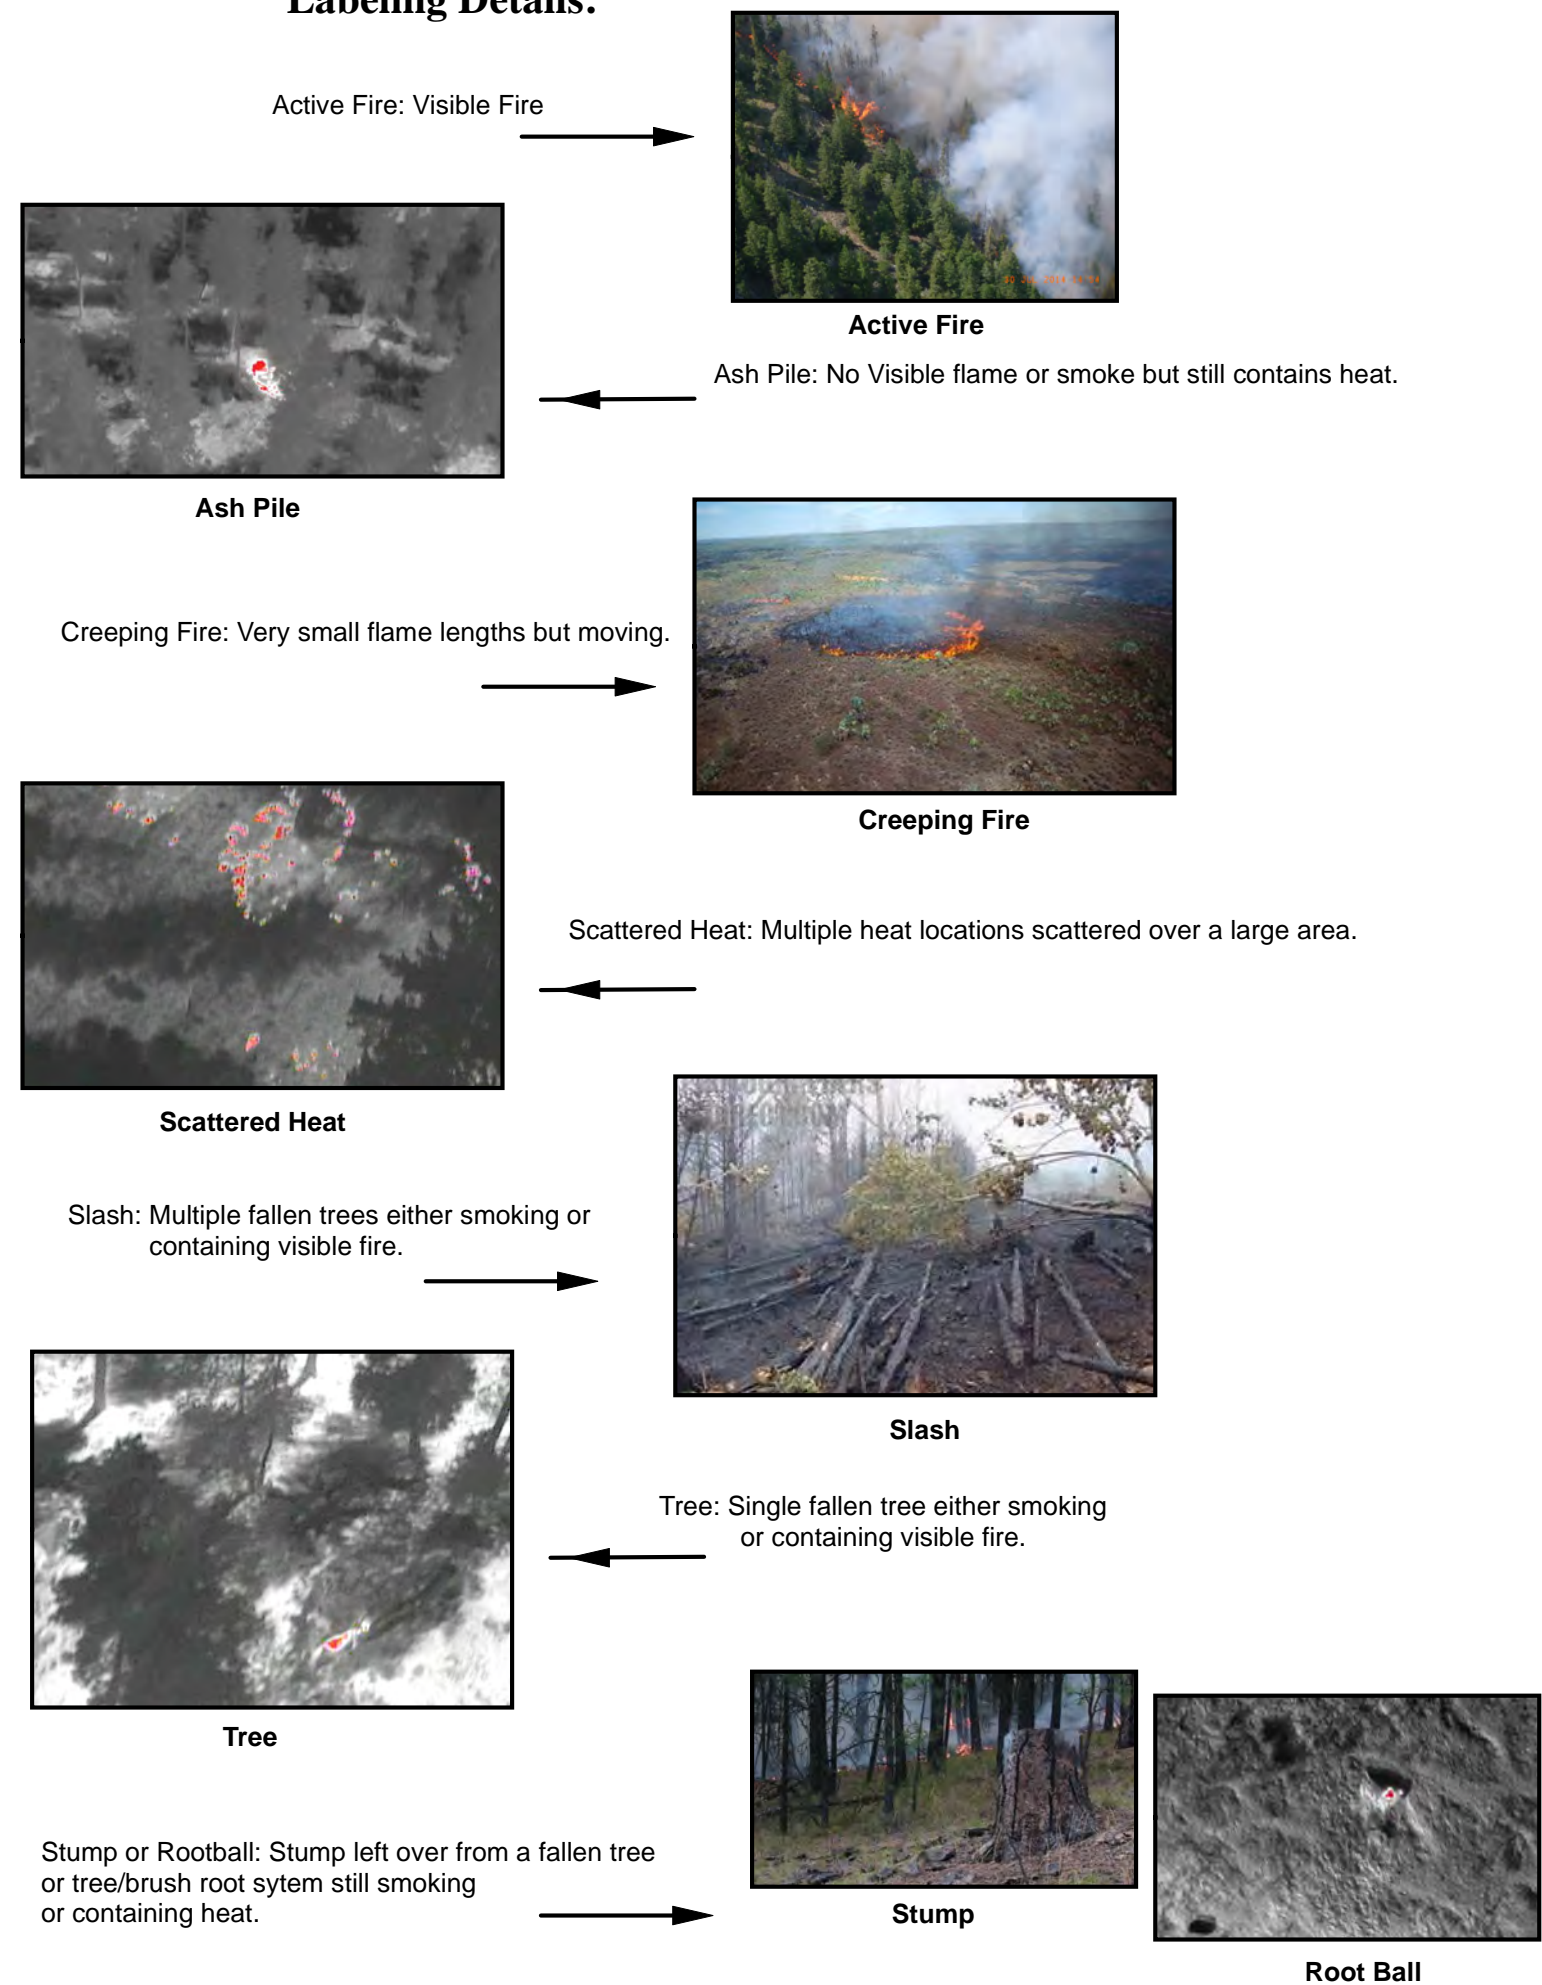 Labeling Details:
Active Fire: Visible Fire
Active Fire
Ash Pile: No Visible flame or smoke but still contains heat.
Ash Pile
Creeping Fire: Very small flame lengths but moving.
Creeping Fire
Scattered Heat: Multiple heat locations scattered over a large area.
Scattered Heat
Slash: Multiple fallen trees either smoking or
containing visible fire.
Slash
Tree: Single fallen tree either smoking
or containing visible fire.
Tree
Stump or Rootball: Stump left over from a fallen tree
or tree/brush root sytem still smoking
or containing heat.
Stump
Root Ball